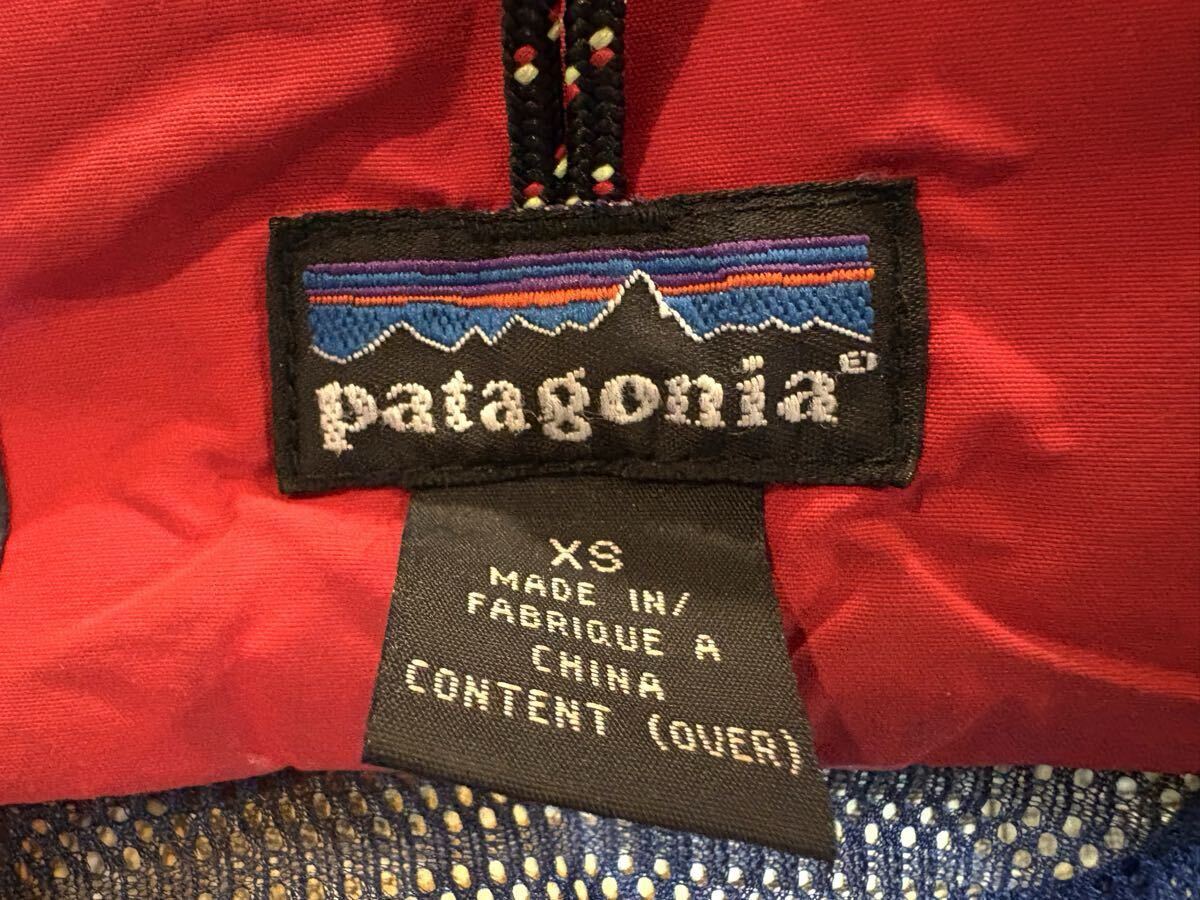 patagonia
XS
MADE IN/
FABRIQUE A
CHINA
CONTENT (OVER)